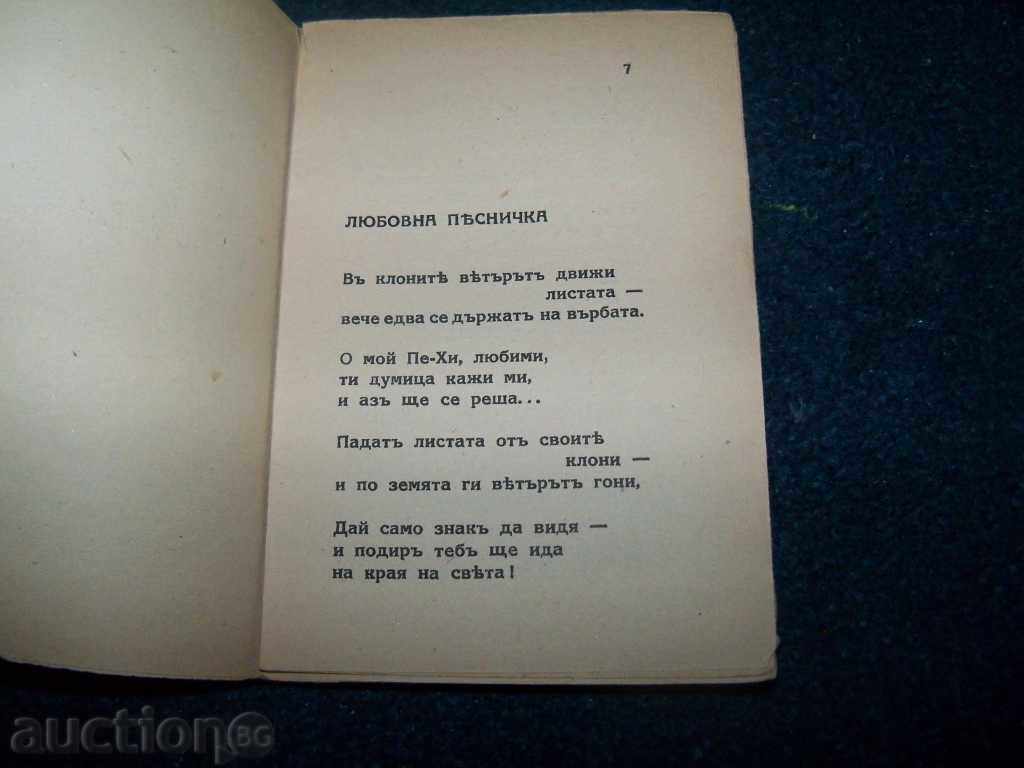 7
ЛЮБОВНА ПѢСНИЧКА
Въ клонитѣ вѣтърътъ движи
листата —
вече едва се държатъ на върбата.
О мой Пе-Хи, любими,
ти думица кажи ми,
и азъ ще се реша...
Падатъ листата отъ своитѣ
клони —
и по земята ги вѣтърътъ гони,
Дай само знакъ да видя —
и подиръ тебъ ще ида
на края на свѣта!
auction BG